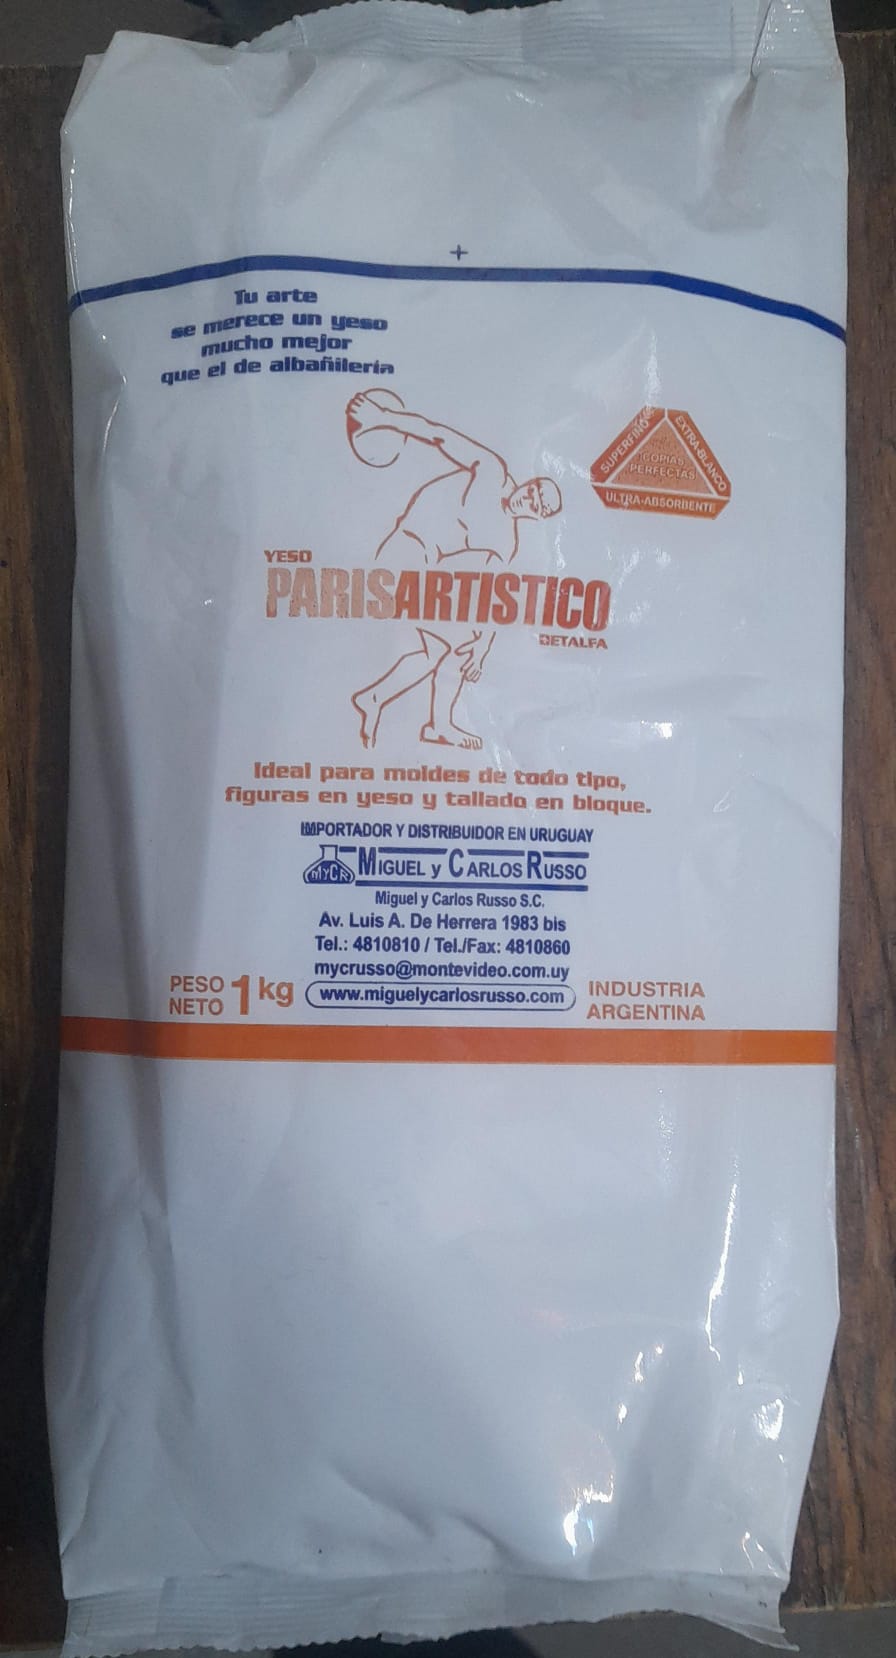 Tu arte
se merece un yeso
mucho mejor
que el de albañilería
SUPERFINO
EXTRA-BLANCO
COPIAS
PERFECTAS
ULTRA-ABSORBENTE
YESO
PARISARTISTICO
DETALFA
Ideal para moldes de todo tipo,
figuras en yeso y tallado en bloque.
IMPORTADOR Y DISTRIBUIDOR EN URUGUAY
MYCR MIGUEL y CARLOS RUSSO
Miguel y Carlos Russo S.C.
Av. Luis A. De Herrera 1983 bis
Tel.: 4810810 / Tel./Fax: 4810860
mycrusso@montevideo.com.uy
www.miguelycarlosrusso.com
PESO
NETO 1 kg
INDUSTRIA
ARGENTINA